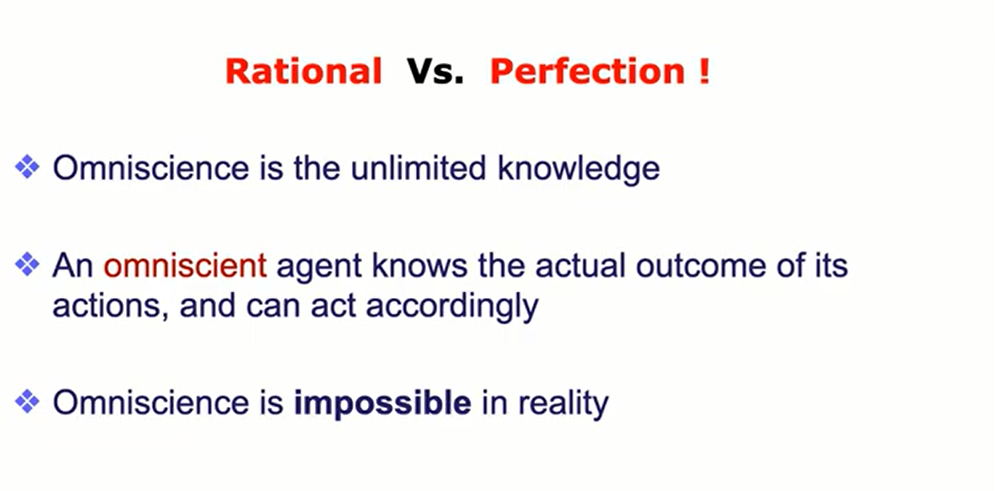 Rational Vs. Perfection !
❖ Omniscience is the unlimited knowledge
❖ An omniscient agent knows the actual outcome of its
actions, and can act accordingly
❖ Omniscience is impossible in reality